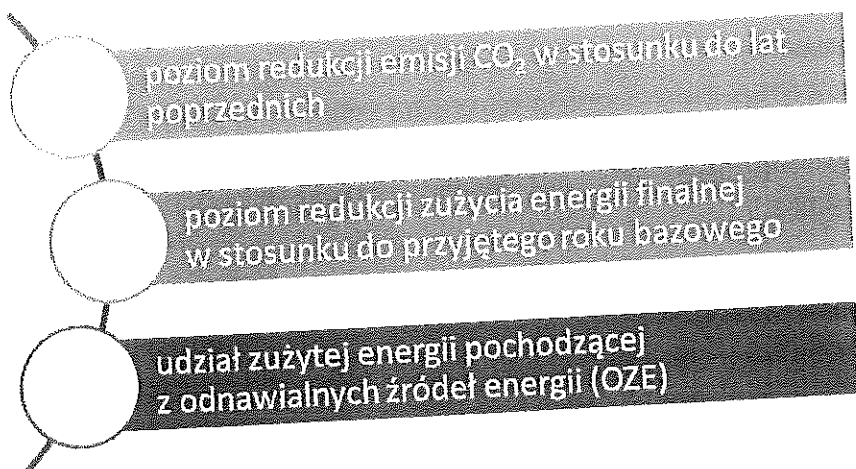 poziom redukcji emisji CO₂ w stosunku do lat
poprzednich
poziom redukcji zużycia energii finalnej
w stosunku do przyjętego roku bazowego
udział zużytej energii pochodzącej
z odnawialnych źródeł energii (OZE)